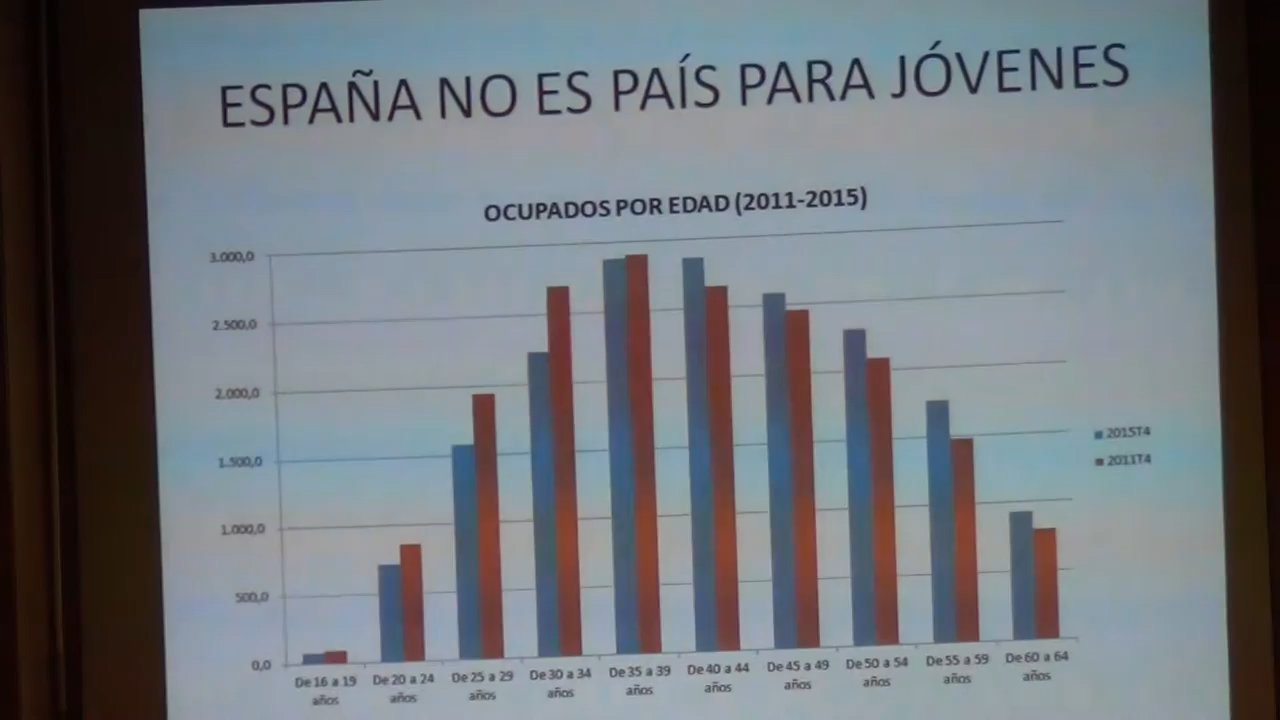 ESPAÑA NO ES PAÍS PARA JÓVENES
OCUPADOS POR EDAD (2011-2015)
3.000,0
2.500,0
2.000,0
1.500,0
1.000,0
500,0
0,0
2015T4
2011T4
De 16 a 19 años
De 20 a 24 años
De 25 a 29 años
De 30 a 34 años
De 35 a 39 años
De 40 a 44 años
De 45 a 49 años
De 50 a 54 años
De 55 a 59 años
De 60 a 64 años